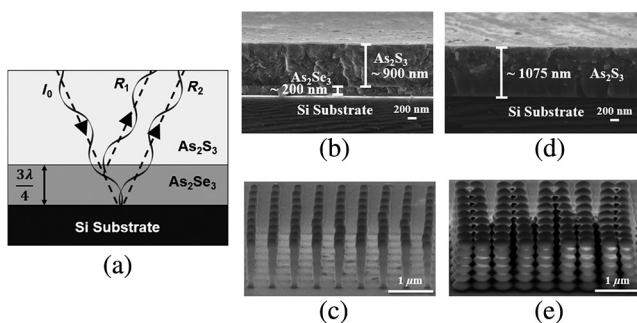 I₀ R₁ R₂
As₂S₃
3λ/4
As₂Se₃
Si Substrate
(a)
As₂S₃
~ 900 nm
As₂Se₃
~ 200 nm
Si Substrate
200 nm
(b)
1 μm
(c)
~ 1075 nm
As₂S₃
Si Substrate
200 nm
(d)
1 μm
(e)